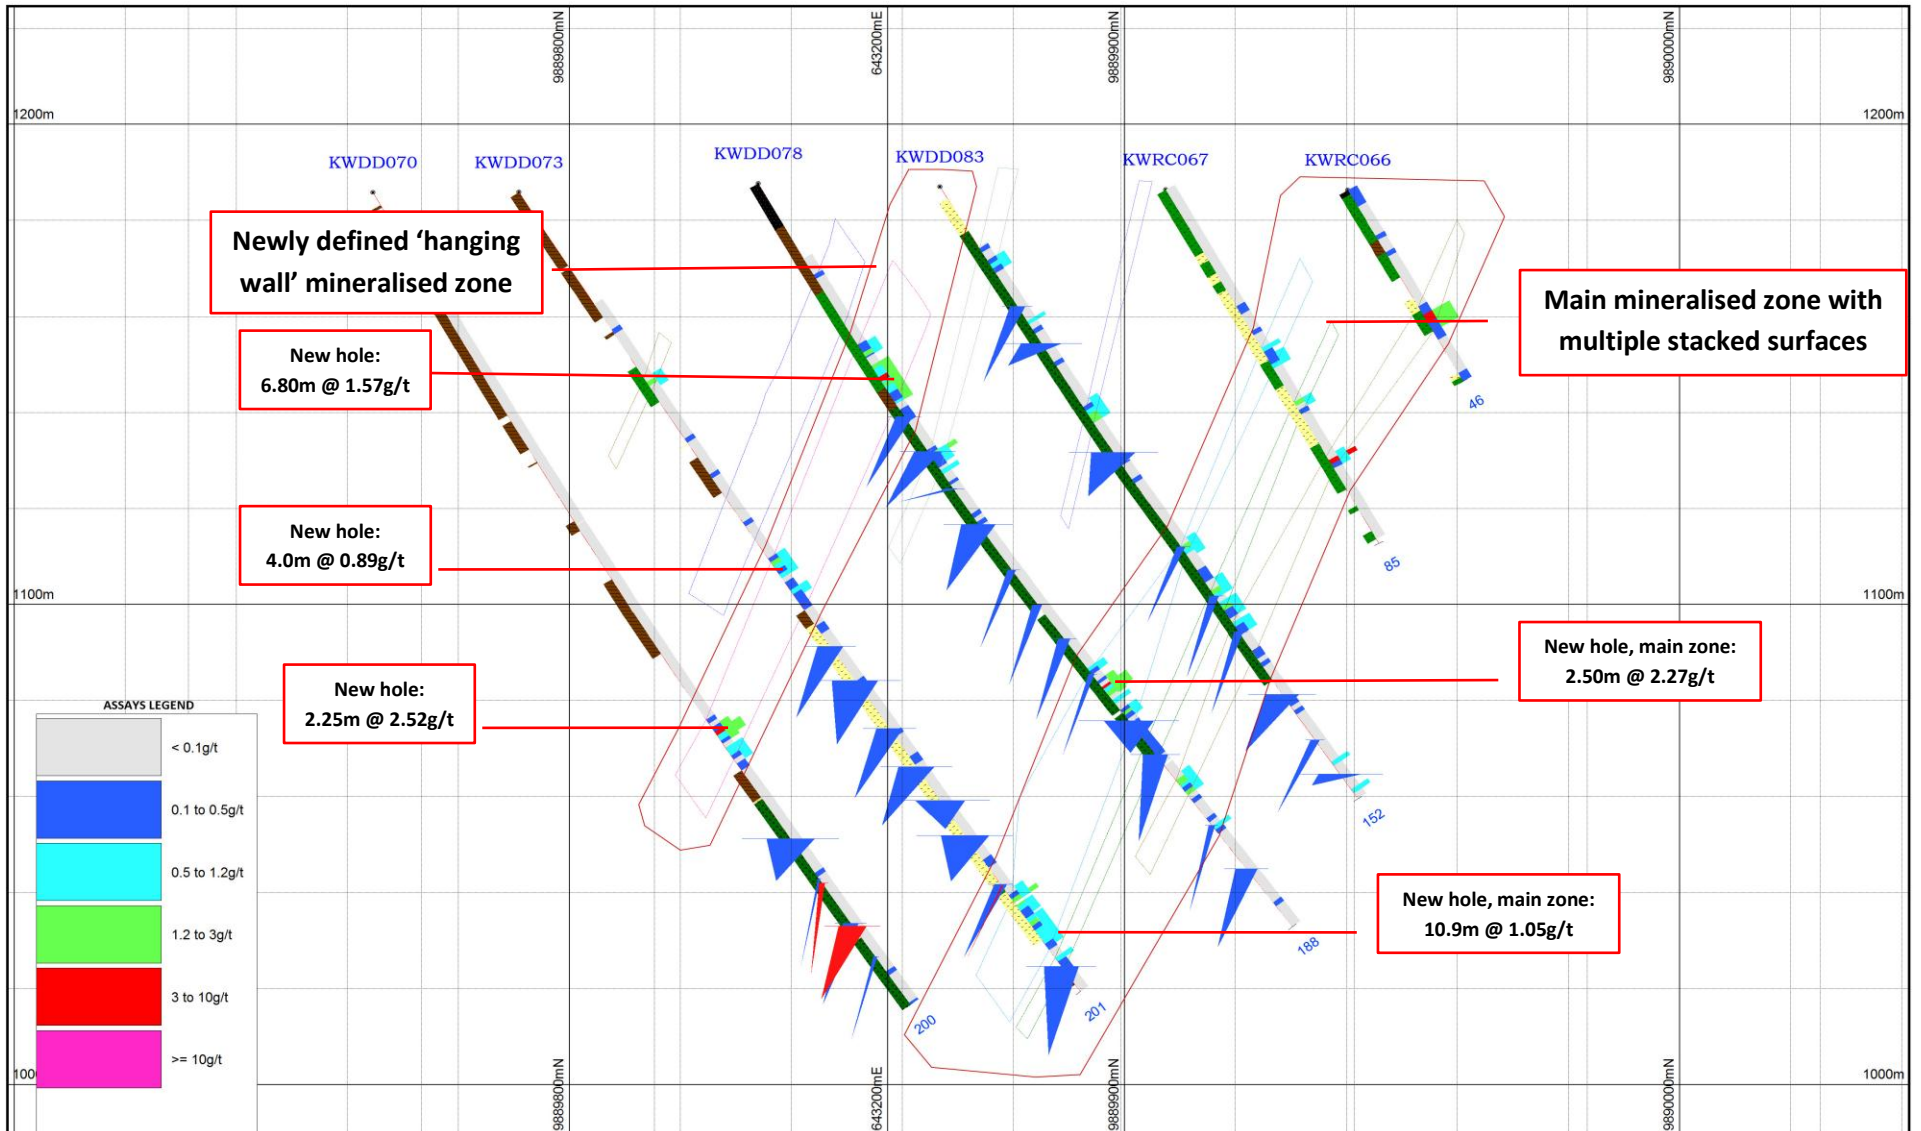 9889800mN
643200mE
9889900mN
9890000mN
1200m
1200m
KWDD070
KWDD073
KWDD078
KWDD083
KWRC067
KWRC066
Newly defined ‘hanging
wall’ mineralised zone
Main mineralised zone with
multiple stacked surfaces
New hole:
6.80m @ 1.57g/t
46
New hole:
4.0m @ 0.89g/t
85
1100m
1100m
New hole, main zone:
2.50m @ 2.27g/t
New hole:
2.25m @ 2.52g/t
ASSAYS LEGEND
< 0.1g/t
0.1 to 0.5g/t
0.5 to 1.2g/t
1.2 to 3g/t
3 to 10g/t
>= 10g/t
152
New hole, main zone:
10.9m @ 1.05g/t
188
201
200
100
1000m
9889800mN
643200mE
9889900mN
9890000mN